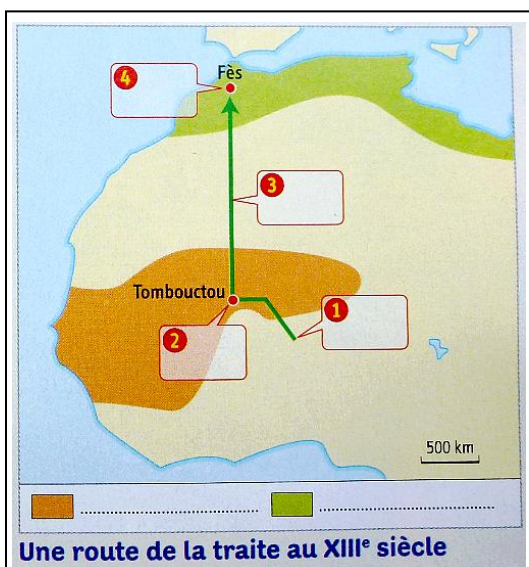 4
Fès
3
Tombouctou
1
2
500 km
................................ ................................
Une route de la traite au XIIIᵉ siècle